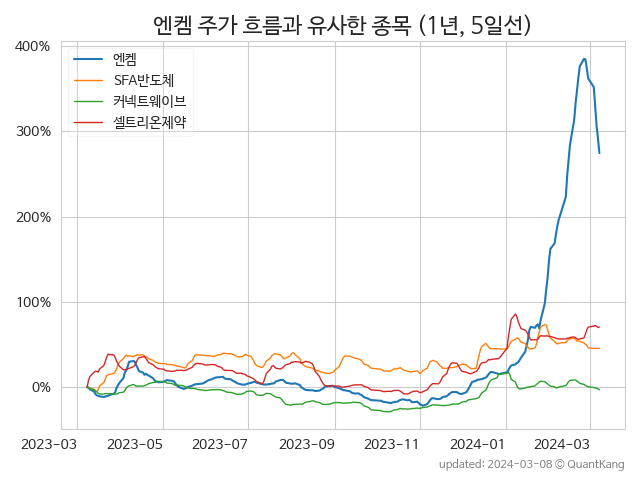 엔켐 주가 흐름과 유사한 종목 (1년, 5일선)
400%
300%
200%
100%
0%
엔켐
SFA반도체
커넥트웨이브
셀트리온제약
2023-03 2023-05 2023-07 2023-09 2023-11 2024-01 2024-03
updated: 2024-03-08 © QuantKang